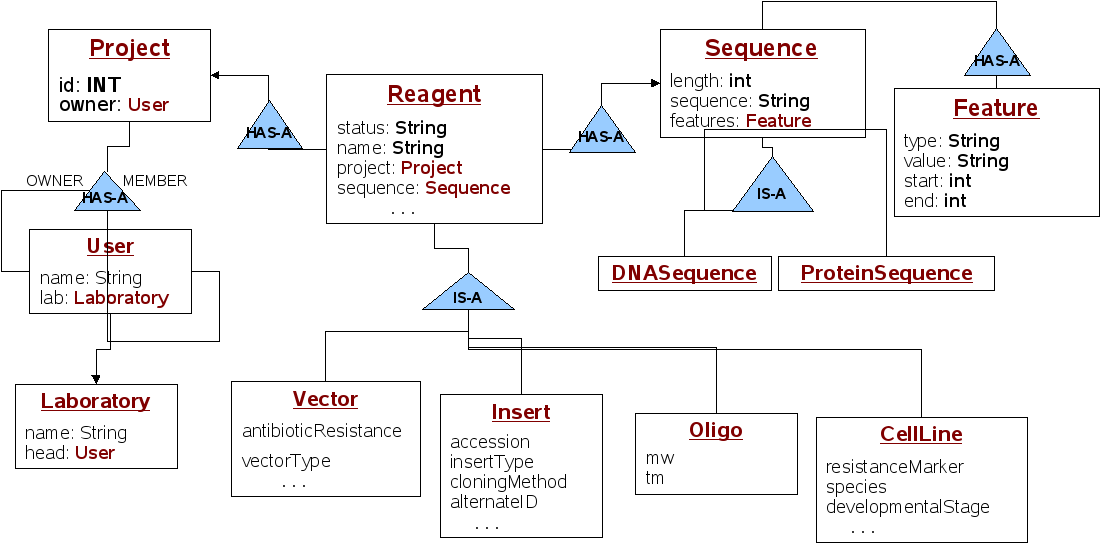 Project
id: INT
owner: User
HAS-A
Reagent
status: String
name: String
project: Project
sequence: Sequence
. . .
HAS-A
Sequence
length: int
sequence: String
features: Feature
HAS-A
Feature
type: String
value: String
start: int
end: int
OWNER
MEMBER
HAS-A
User
name: String
lab: Laboratory
IS-A
DNASequence
ProteinSequence
IS-A
Laboratory
name: String
head: User
Vector
antibioticResistance
vectorType
. . .
Insert
accession
insertType
cloningMethod
alternateID
. . .
Oligo
mw
tm
CellLine
resistanceMarker
species
developmentalStage
. . .